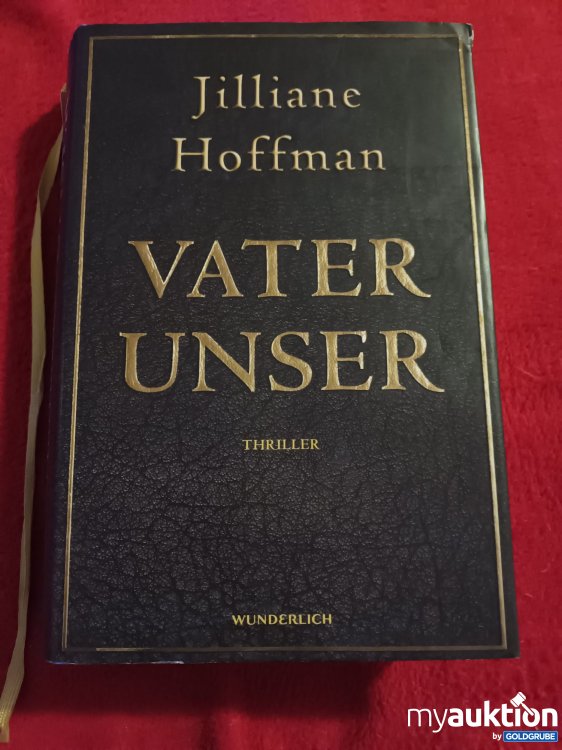 Jilliane
Hoffman
VATER
UNSER
THRILLER
WUNDERLICH
myauktion
by GOLDGRUBE